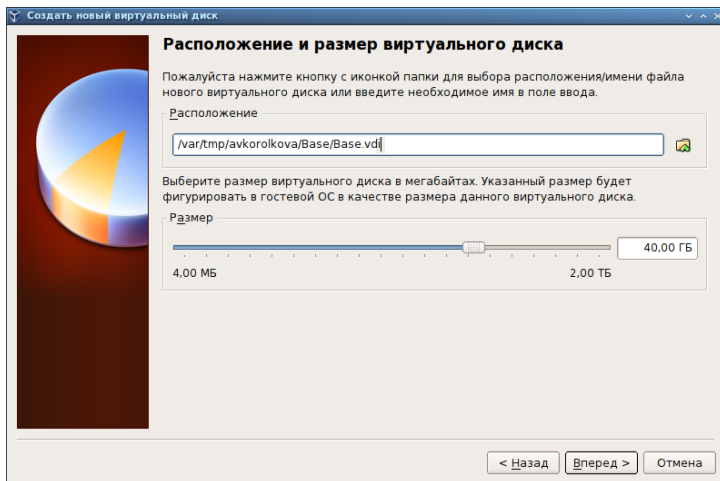 Создать новый виртуальный диск
Расположение и размер виртуального диска
Пожалуйста нажмите кнопку с иконкой папки для выбора расположения/имени файла
нового виртуального диска или введите необходимое имя в поле ввода.
Расположение
/var/tmp/avkorolkova/Base/Base.vdi
Выберите размер виртуального диска в мегабайтах. Указанный размер будет
фигурировать в гостевой ОС в качестве размера данного виртуального диска.
Размер
40,00 ГБ
4,00 МБ 2,00 ТБ
< Назад Вперед > Отмена